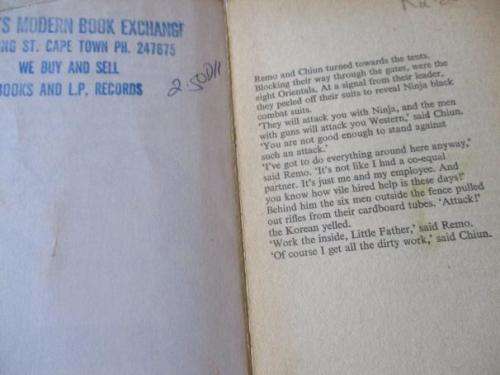 S MODERN BOOK EXCHANG
NG ST. CAPE TOWN PH. 247675
WE BUY AND SELL
BOOKS AND L.P, RECORDS
Remo and Chiun turned towards the tents.
Blocking their way through the gates, were the
eight Orientals. At a signal from their leader,
they peeled off their suits to reveal Ninja black
combat suits.
'They will attack you with Ninja, and the men
with guns will attack you Western,' said Chiun.
'You are not good enough to stand against
such an attack.'
'I've got to do everything around here anyway,'
said Remo. 'It's not like I had a co-equal
partner. It's just me and my employee. And
you know how vile hired help is these days!'
Behind him the six men outside the fence pulled
out rifles from their cardboard tubes. 'Attack!'
the Korean yelled.
'Work the inside, Little Father,' said Remo.
'Of course I get all the dirty work,' said Chiun.